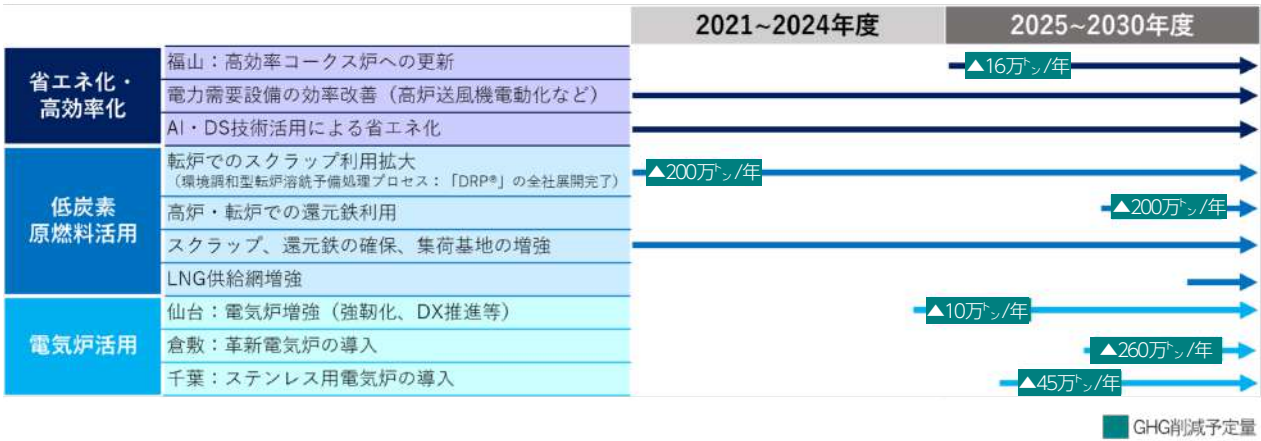 2021~2024年度 2025~2030年度
省エネ化・
高効率化
福山：高効率コークス炉への更新 ▲16万㌧/年
電力需要設備の効率改善（高炉送風機電動化など）
AI・DS技術活用による省エネ化
低炭素
原燃料活用
転炉でのスクラップ利用拡大 ▲200万㌧/年
（環境調和型転炉溶銑予備処理プロセス：「DRP®」の全社展開完了）
高炉・転炉での還元鉄利用 ▲200万㌧/年
スクラップ、還元鉄の確保、集荷基地の増強
LNG供給網増強
電気炉活用
仙台：電気炉増強（強靭化、DX推進等） ▲10万㌧/年
倉敷：革新電気炉の導入 ▲260万㌧/年
千葉：ステンレス用電気炉の導入 ▲45万㌧/年
GHG削減予定量